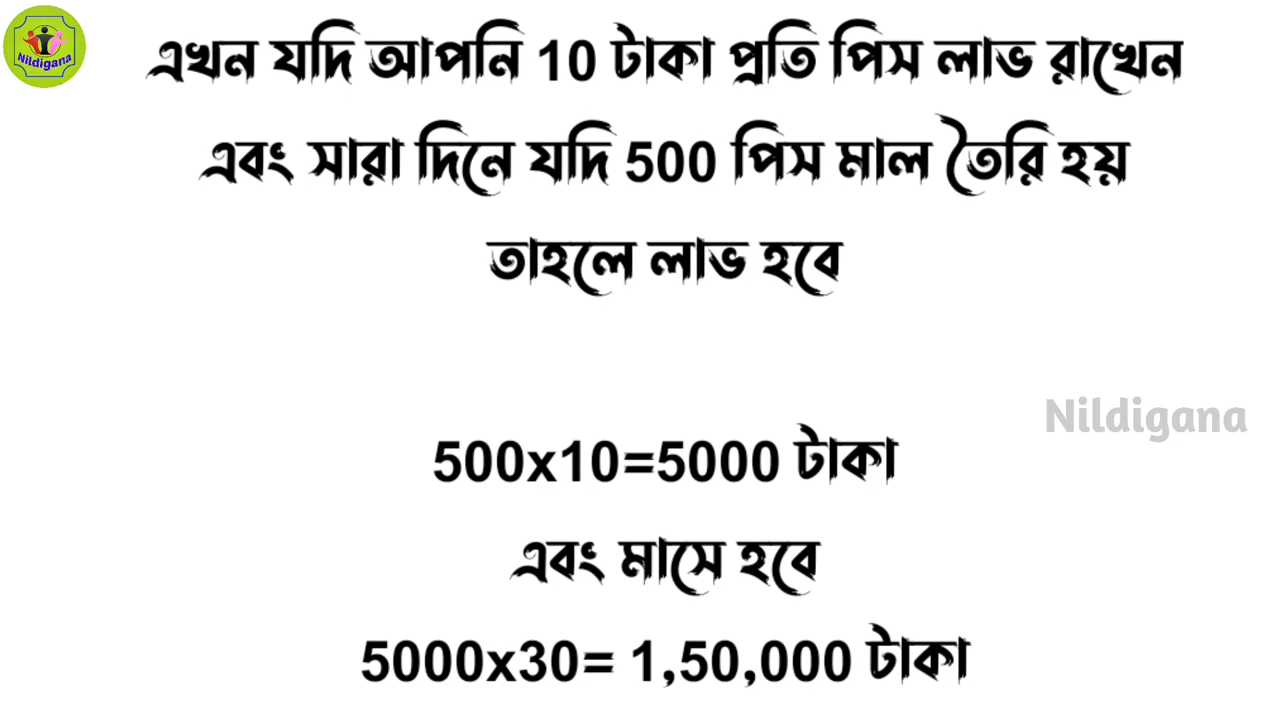 Nildigana
এখন যদি আপনি 10 টাকা প্রতি পিস লাভ রাখেন
এবং সারা দিনে যদি 500 পিস মাল তৈরি হয়
তাহলে লাভ হবে
Nildigana
500x10=5000 টাকা
এবং মাসে হবে
5000x30= 1,50,000 টাকা